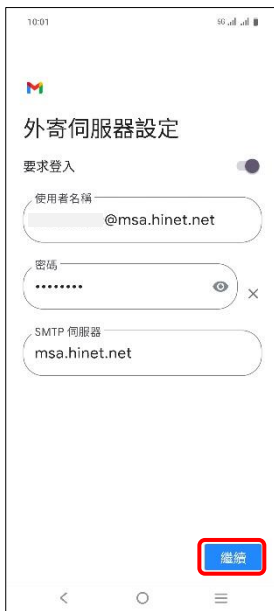 10:01
5G
外寄伺服器設定
要求登入
使用者名稱
@msa.hinet.net
密碼
••••••••
SMTP 伺服器
msa.hinet.net
繼續